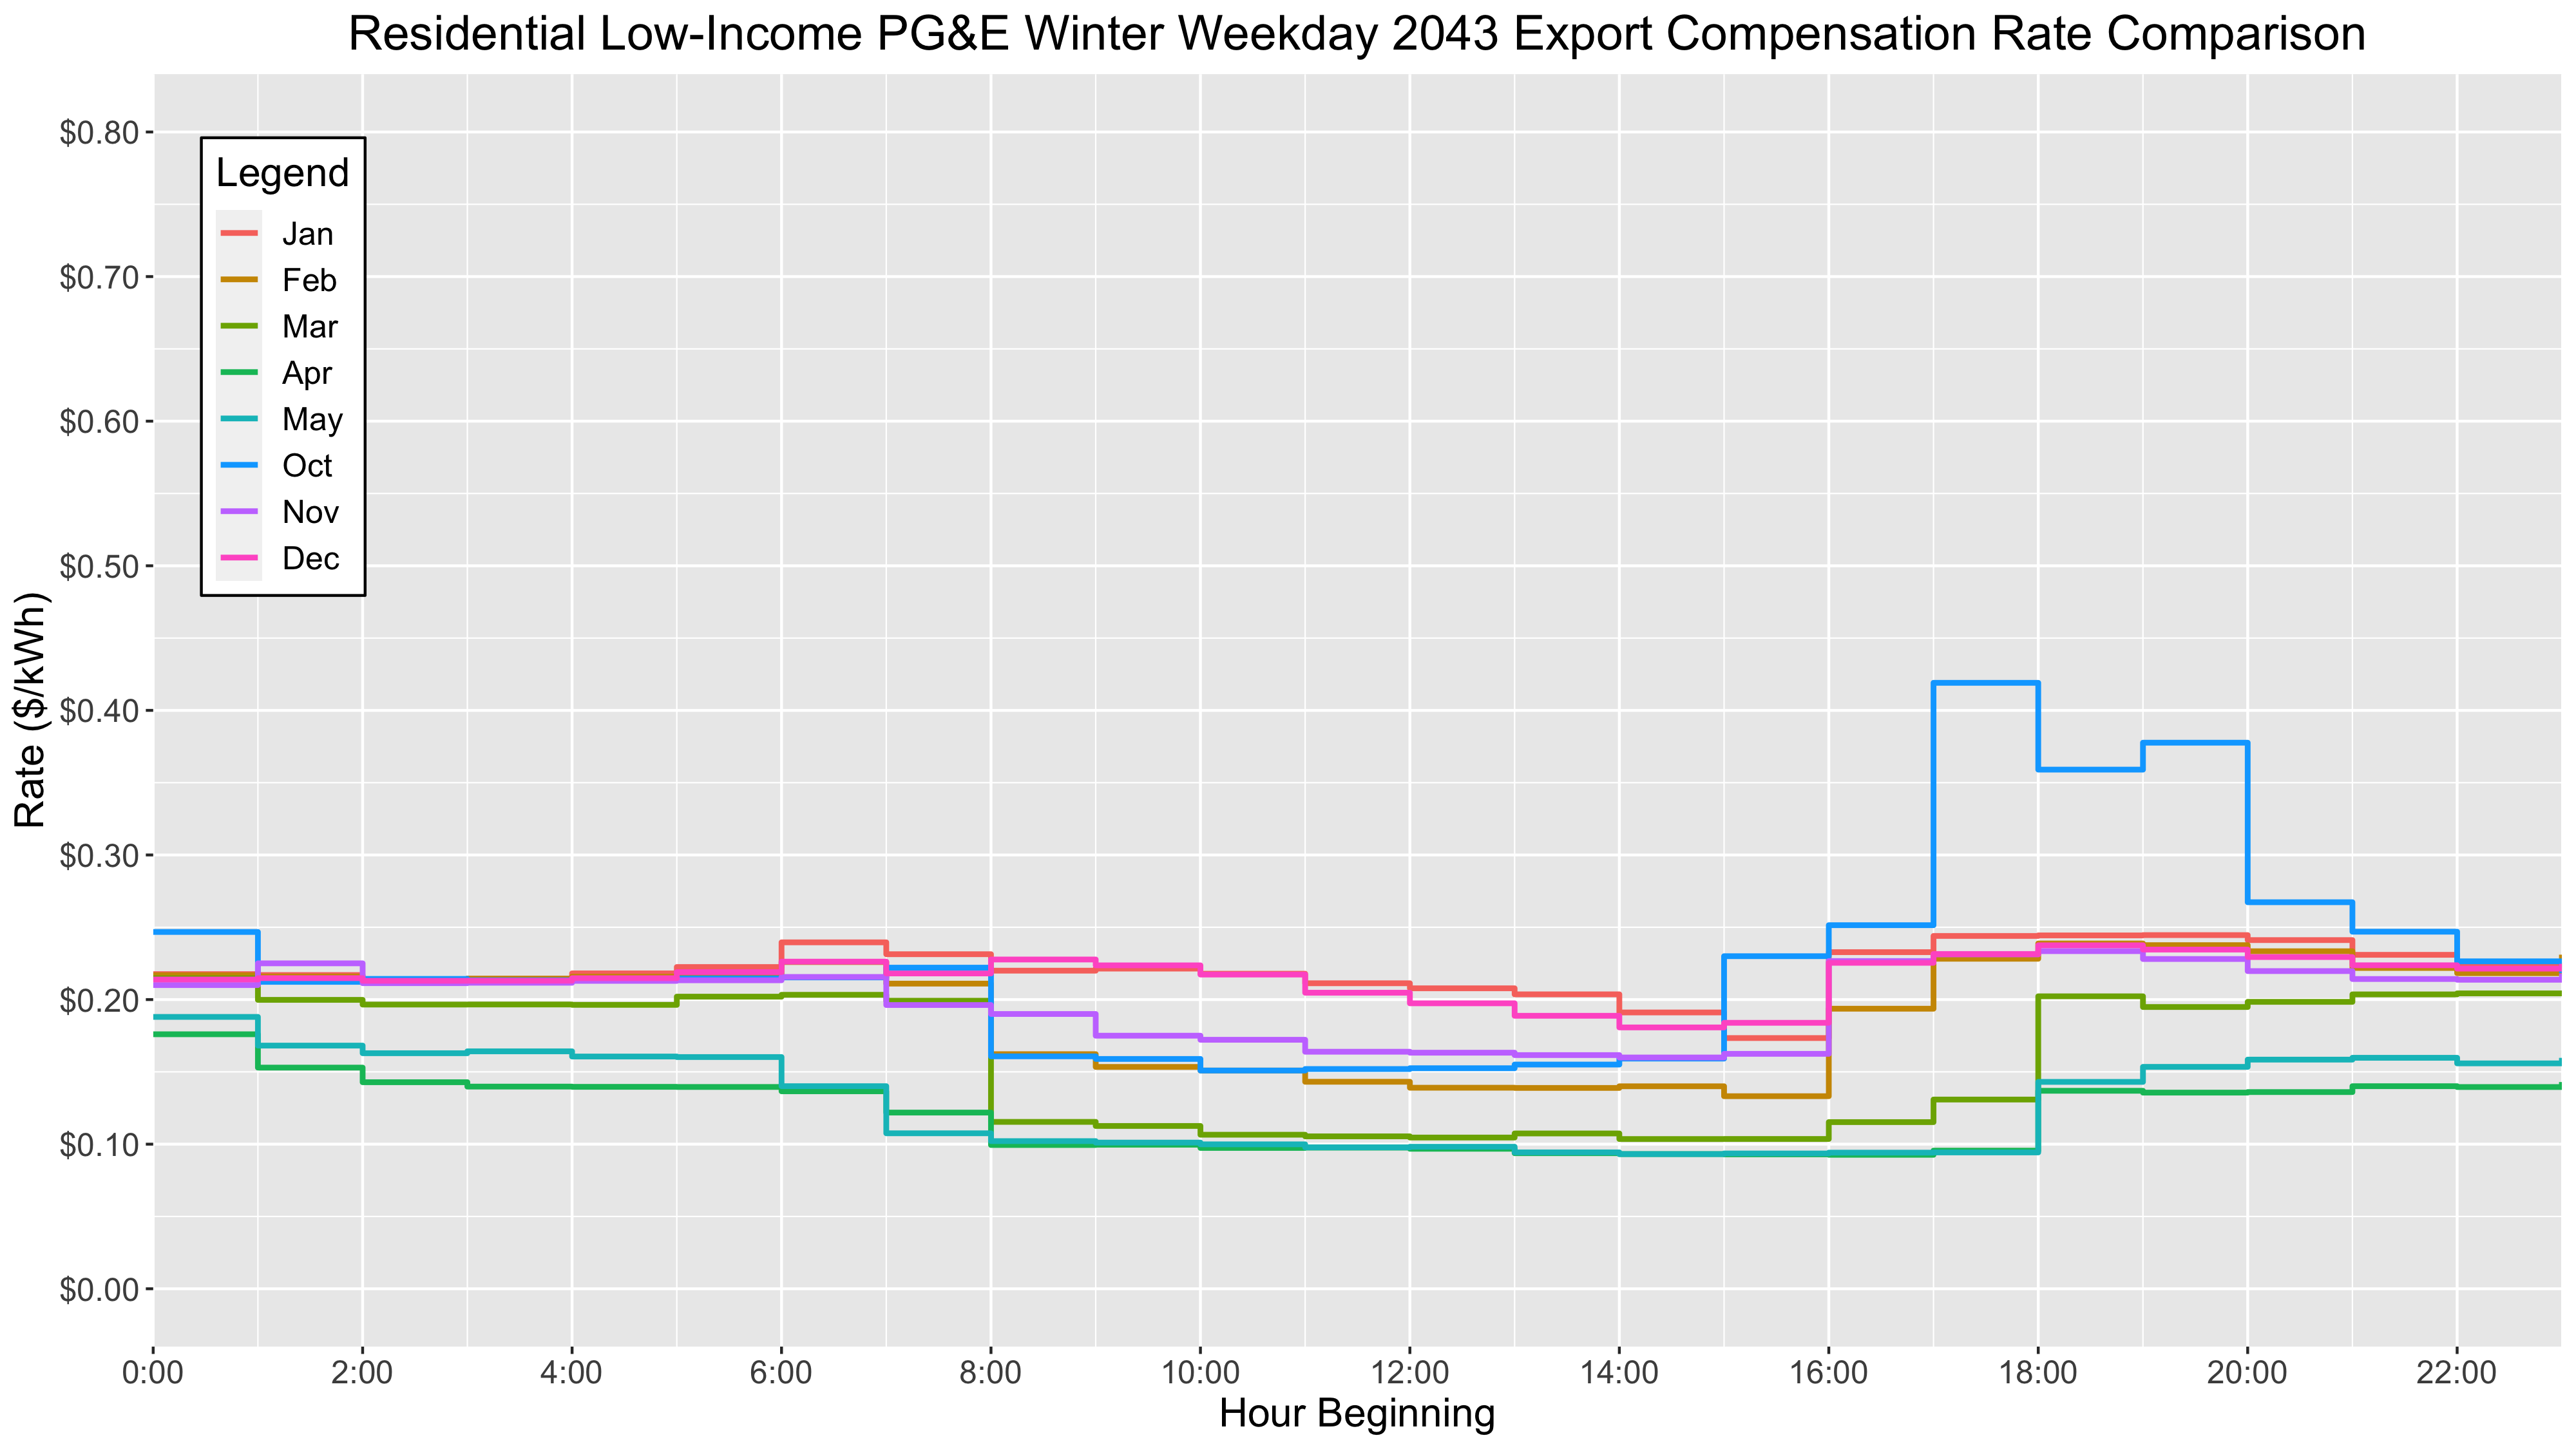 Residential Low-Income PG&E Winter Weekday 2043 Export Compensation Rate Comparison
$0.80
$0.70
$0.60
$0.50
$0.40
$0.30
$0.20
$0.10
$0.00
Rate ($/kWh)
Legend
Jan
Feb
Mar
Apr
May
Oct
Nov
Dec
0:00 2:00 4:00 6:00 8:00 10:00 12:00 14:00 16:00 18:00 20:00 22:00
Hour Beginning